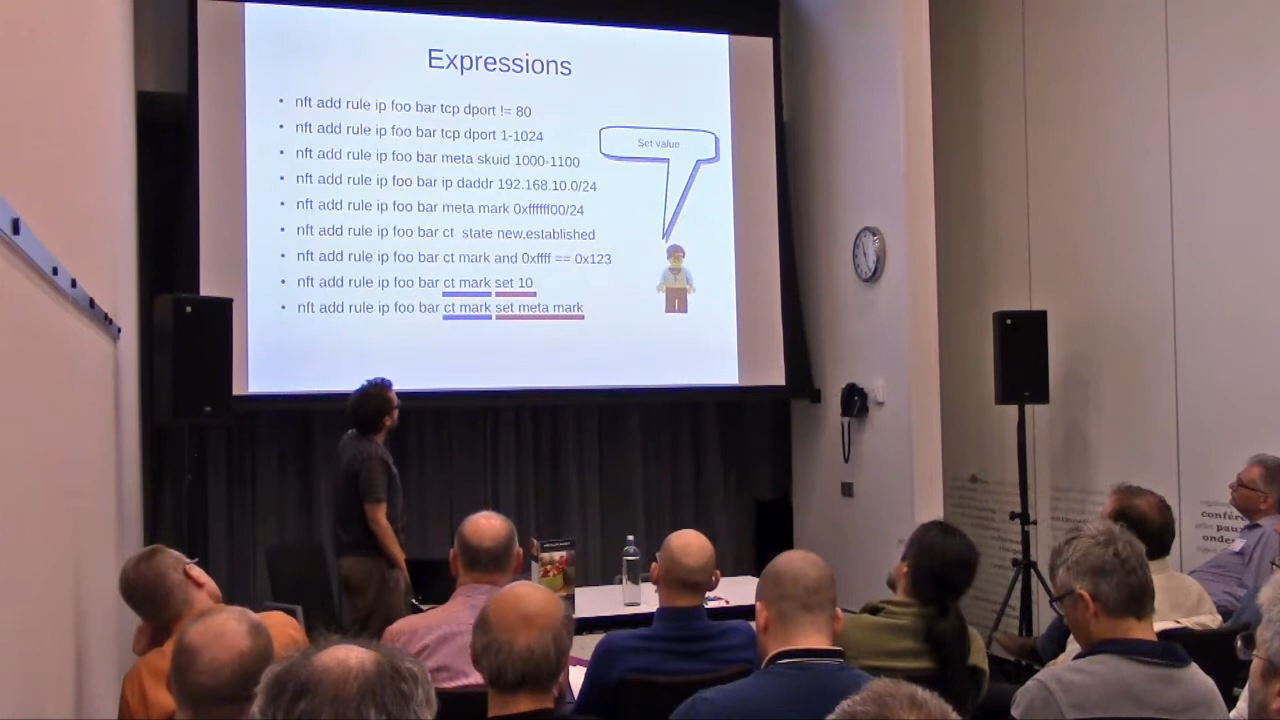 Expressions
• nft add rule ip foo bar tcp dport != 80
• nft add rule ip foo bar tcp dport 1-1024
• nft add rule ip foo bar meta skuid 1000-1100
• nft add rule ip foo bar ip daddr 192.168.10.0/24
• nft add rule ip foo bar meta mark 0xffffff00/24
• nft add rule ip foo bar ct state new,established
• nft add rule ip foo bar ct mark and 0xffff == 0x123
• nft add rule ip foo bar ct mark set 10
• nft add rule ip foo bar ct mark set meta mark
Set value